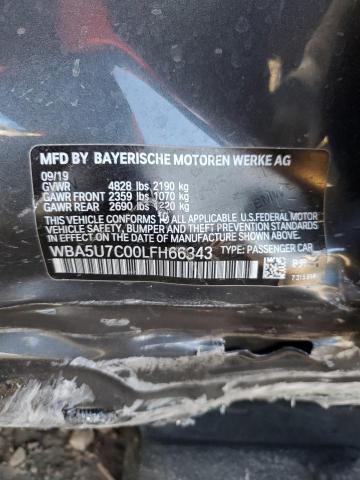 MFD BY BAYERISCHE MOTOREN WERKE AG
09/19
GVWR 4828 lbs 2190 kg
GAWR FRONT 2359 lbs 1070 kg
GAWR REAR 2690 lbs 1220 kg
THIS VEHICLE CONFORMS TO ALL APPLICABLE
U.S. FEDERAL MOTOR VEHICLE SAFETY,
BUMPER, AND THEFT PREVENTION STANDARDS
IN EFFECT ON THE DATE OF
MANUFACTURE SHOWN ABOVE.
WBA5U7C00LFH66343 TYPE: PASSENGER CAR